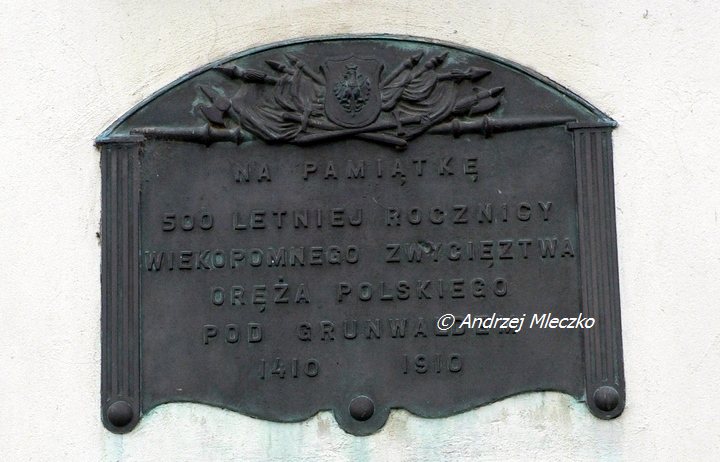 NA PAMIĄTKĘ
500 LETNIEJ ROCZNICY
WIEKOPOMNEGO ZWYCIĘZTWA
ORĘŻA POLSKIEGO
POD GRUNWALDEM
© Andrzej Mleczko
1410 1910